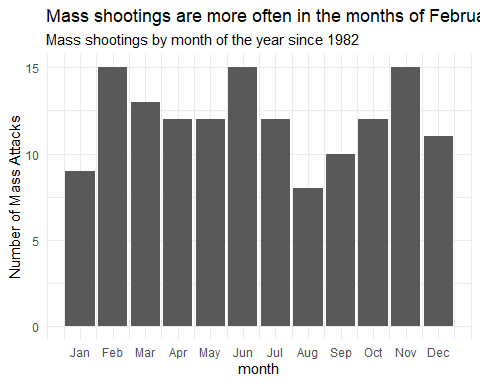 Mass shootings are more often in the months of Februa
Mass shootings by month of the year since 1982
Number of Mass Attacks
15
10
5
0
Jan Feb Mar Apr May Jun Jul Aug Sep Oct Nov Dec
month